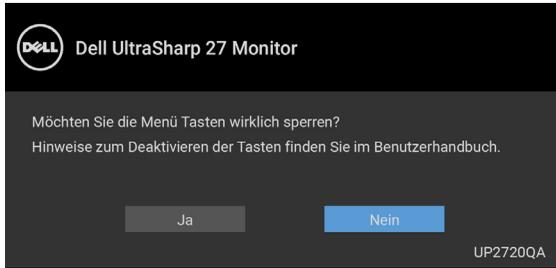 DELL Dell UltraSharp 27 Monitor
Möchten Sie die Menü Tasten wirklich sperren?
Hinweise zum Deaktivieren der Tasten finden Sie im Benutzerhandbuch.
Ja Nein
UP2720QA